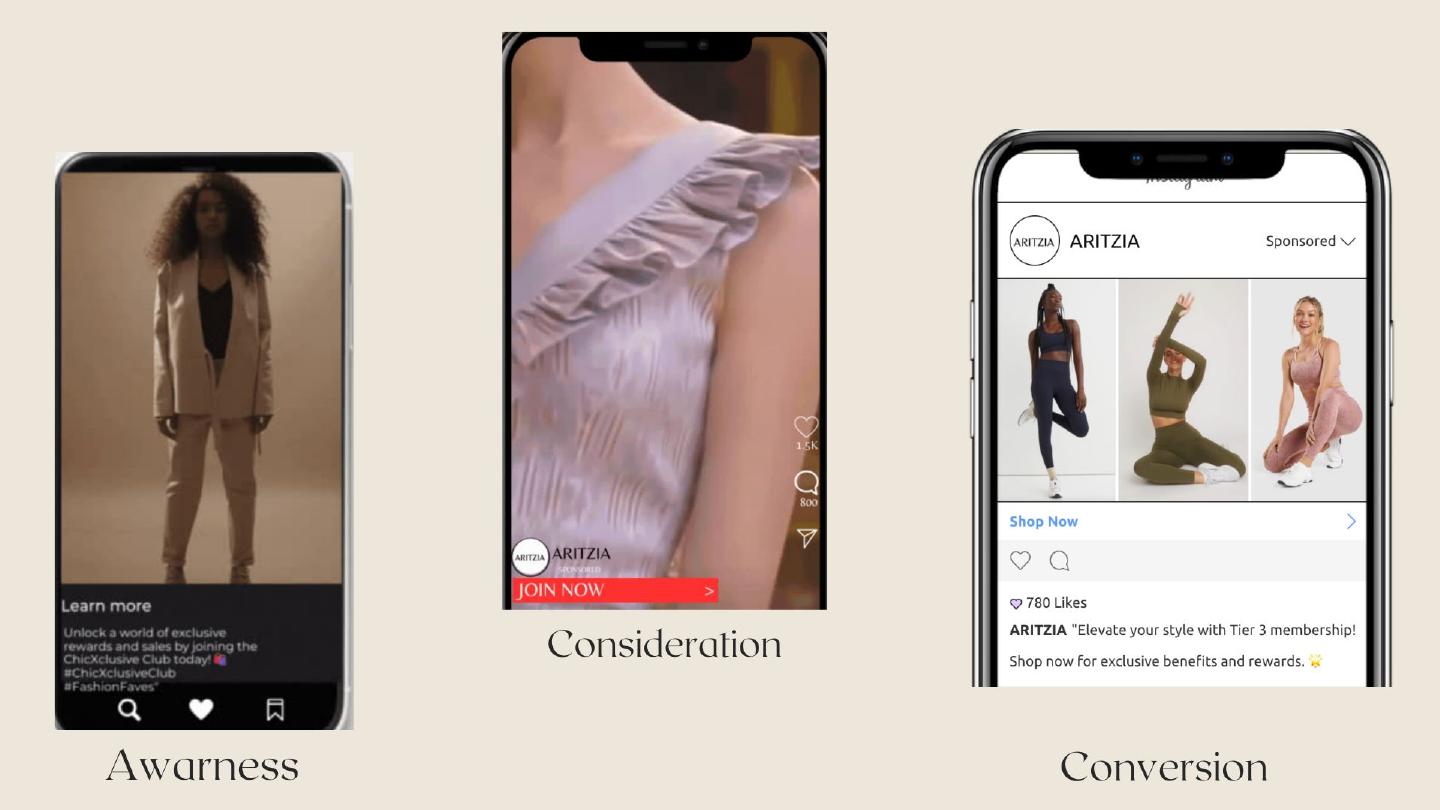 Learn more
Unlock a world of exclusive
rewards and sales by joining the
ChicXclusive Club today! 🛍️
#ChicXclusiveClub
#FashionFaves"
Awarness
1.5K
800
ARITZIA ARITZIA
SPONSORED
JOIN NOW >
Consideration
Instagram
ARITZIA ARITZIA Sponsored
Shop Now
780 Likes
ARITZIA "Elevate your style with Tier 3 membership!
Shop now for exclusive benefits and rewards. 🌟
Conversion